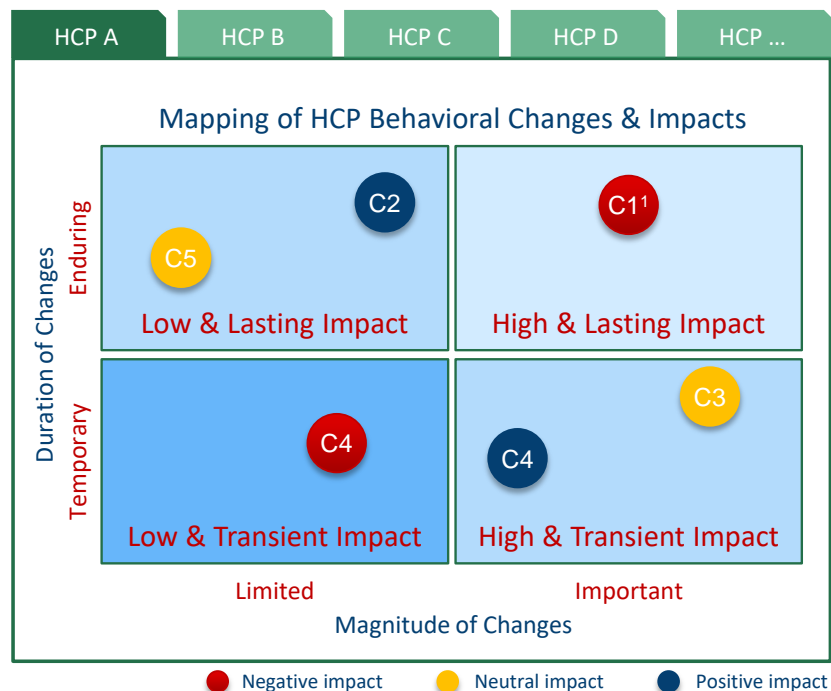 HCP A HCP B HCP C HCP D HCP ...
Mapping of HCP Behavioral Changes & Impacts
Duration of Changes
Enduring
Temporary
C2
C1¹
C5
Low & Lasting Impact
High & Lasting Impact
C3
C4
C4
Low & Transient Impact
High & Transient Impact
Limited
Important
Magnitude of Changes
Negative impact Neutral impact Positive impact